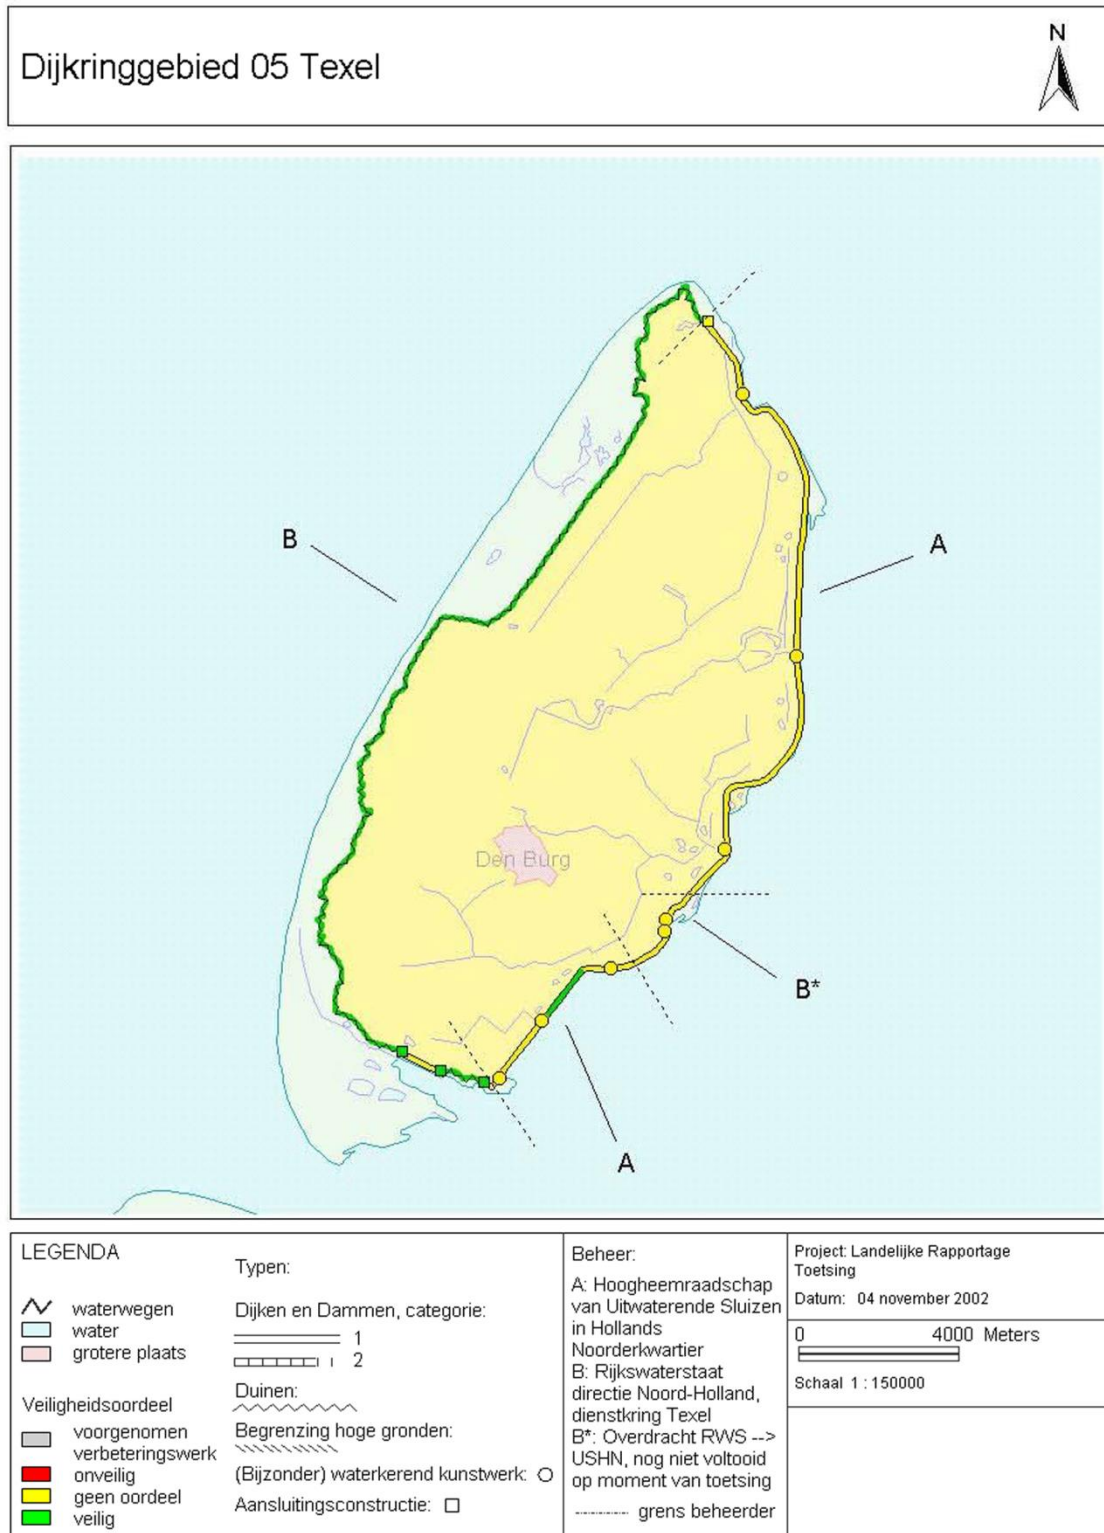 Dijkringgebied 05 Texel
N
B
A
Den Burg
B*
A
LEGENDA
waterwegen
water
grotere plaats
Veiligheidsoordeel
voorgenomen
verbeteringswerk
onveilig
geen oordeel
veilig
Typen:
Dijken en Dammen, categorie:
1
2
Duinen:
Begrenzing hoge gronden:
(Bijzonder) waterkerend kunstwerk:
Aansluitingsconstructie:
Beheer:
A: Hoogheemraadschap
van Uitwaterende Sluizen
in Hollands
Noorderkwartier
B: Rijkswaterstaat
directie Noord-Holland,
dienstkring Texel
B*: Overdracht RWS -->
USHN, nog niet voltooid
op moment van toetsing
grens beheerder
Project: Landelijke Rapportage
Toetsing
Datum: 04 november 2002
0 4000 Meters
Schaal 1 : 150000